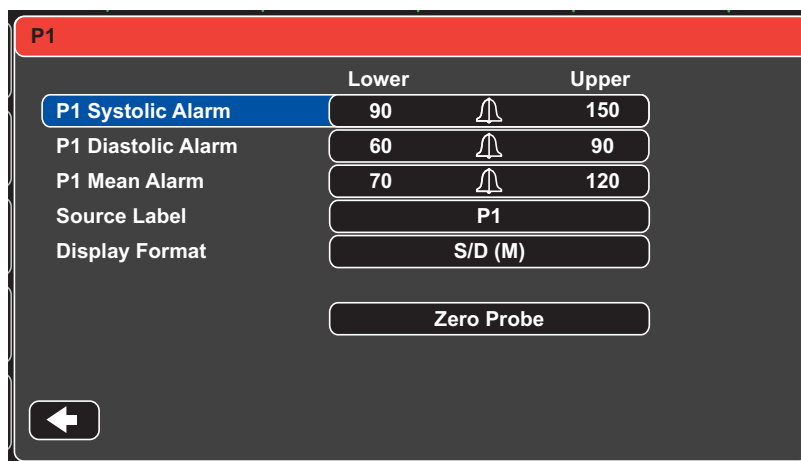 P1
Lower Upper
P1 Systolic Alarm 90 150
P1 Diastolic Alarm 60 90
P1 Mean Alarm 70 120
Source Label P1
Display Format S/D (M)
Zero Probe